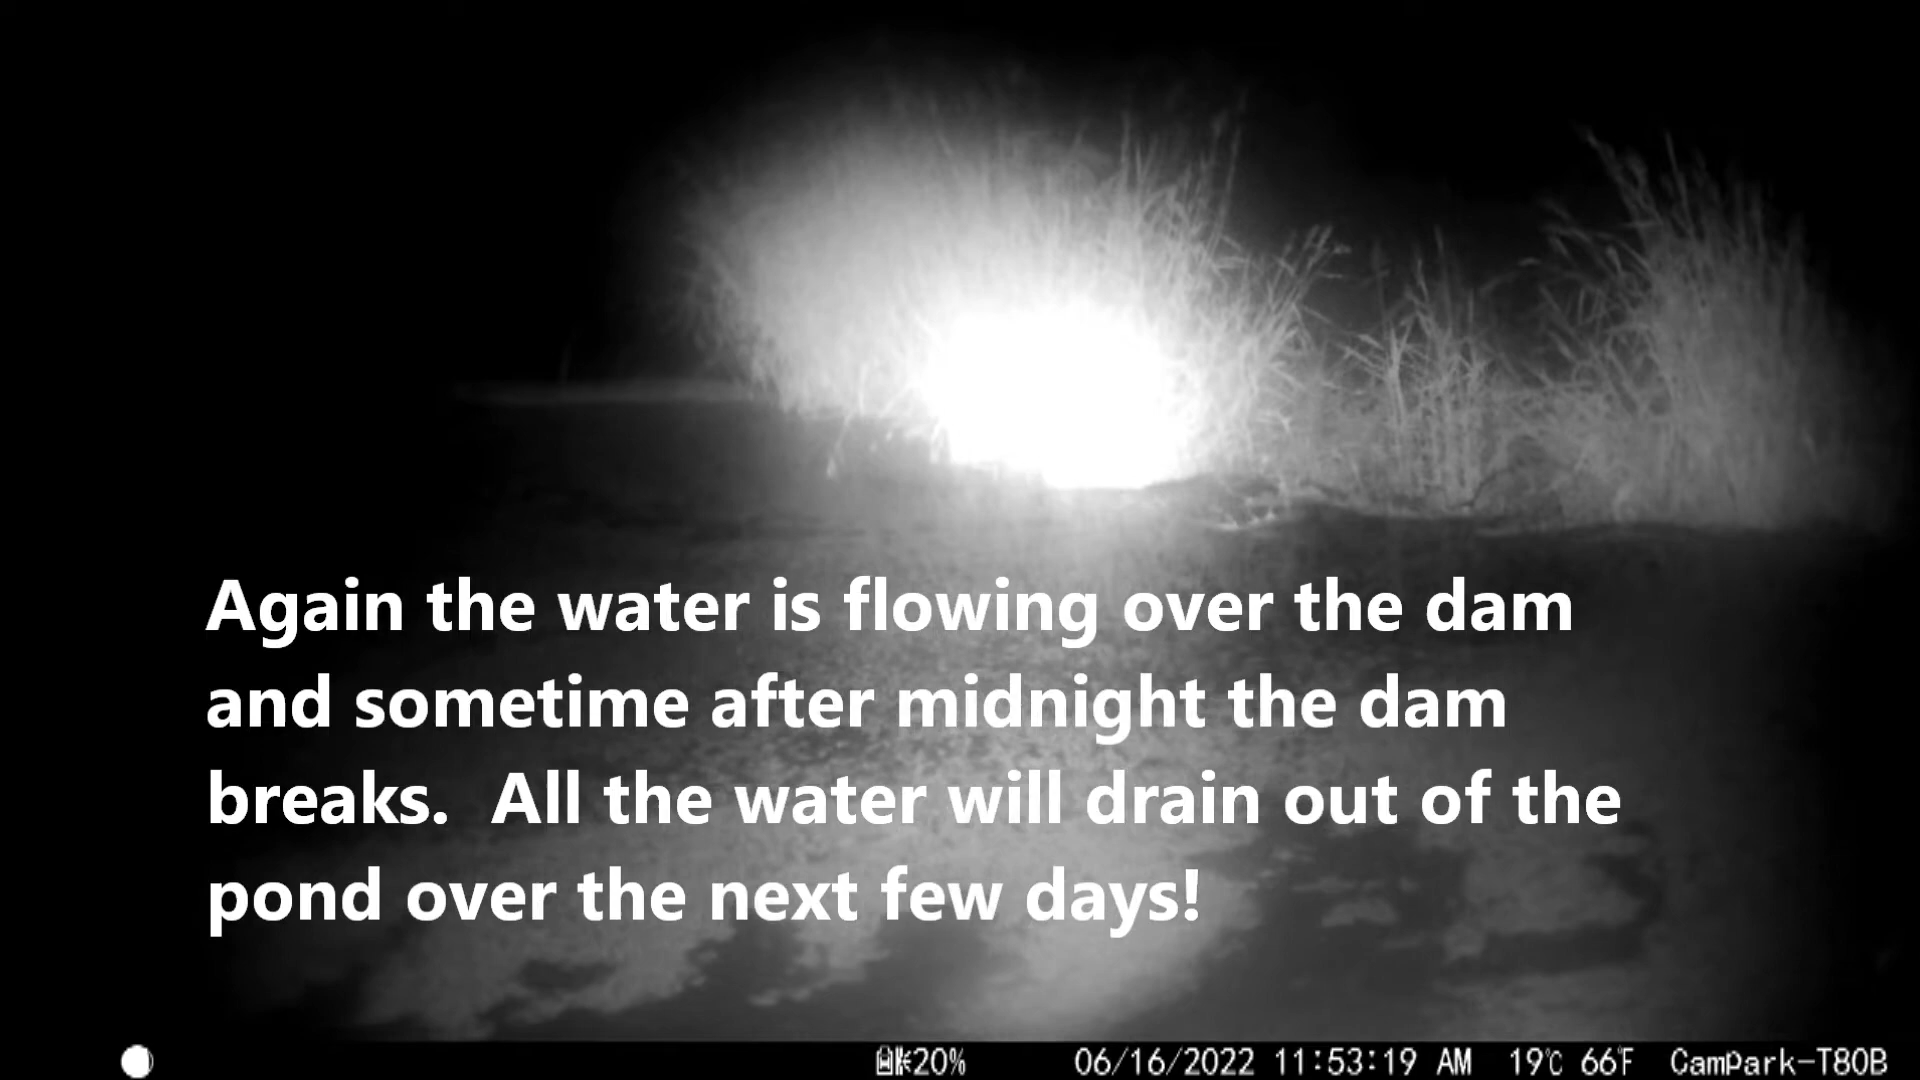 Again the water is flowing over the dam
and sometime after midnight the dam
breaks.  All the water will drain out of the
pond over the next few days!
20% 06/16/2022 11:53:19 AM 19℃ 66℉ CamPark-T80B